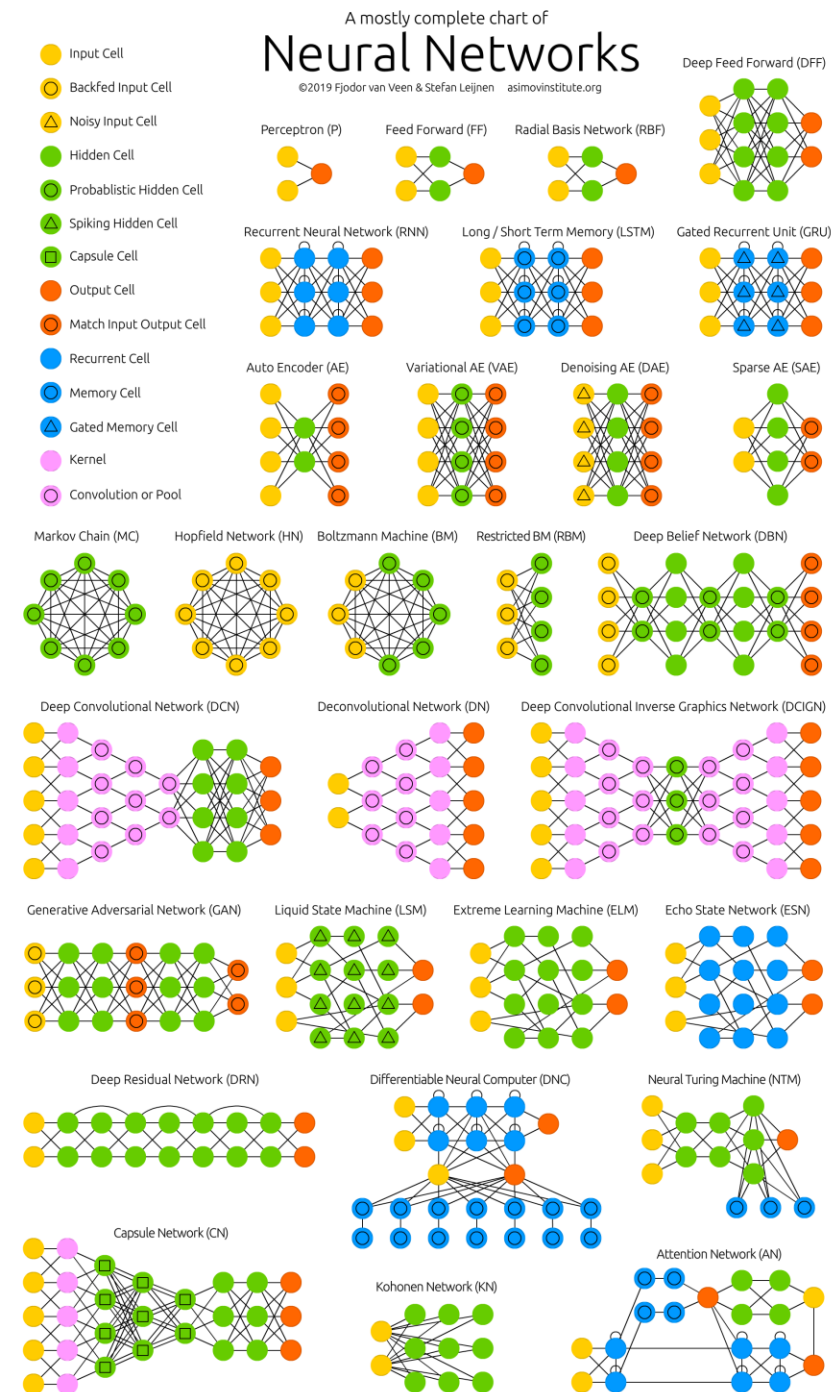 A mostly complete chart of
Neural Networks
©2019 Fjodor van Veen & Stefan Leijnen asimovinstitute.org
Input Cell
Backfed Input Cell
Noisy Input Cell
Hidden Cell
Probablistic Hidden Cell
Spiking Hidden Cell
Capsule Cell
Output Cell
Match Input Output Cell
Recurrent Cell
Memory Cell
Gated Memory Cell
Kernel
Convolution or Pool
Deep Feed Forward (DFF)
Perceptron (P)
Feed Forward (FF)
Radial Basis Network (RBF)
Recurrent Neural Network (RNN)
Long / Short Term Memory (LSTM)
Gated Recurrent Unit (GRU)
Auto Encoder (AE)
Variational AE (VAE)
Denoising AE (DAE)
Sparse AE (SAE)
Markov Chain (MC)
Hopfield Network (HN)
Boltzmann Machine (BM)
Restricted BM (RBM)
Deep Belief Network (DBN)
Deep Convolutional Network (DCN)
Deconvolutional Network (DN)
Deep Convolutional Inverse Graphics Network (DCIGN)
Generative Adversarial Network (GAN)
Liquid State Machine (LSM)
Extreme Learning Machine (ELM)
Echo State Network (ESN)
Deep Residual Network (DRN)
Differentiable Neural Computer (DNC)
Neural Turing Machine (NTM)
Capsule Network (CN)
Kohonen Network (KN)
Attention Network (AN)